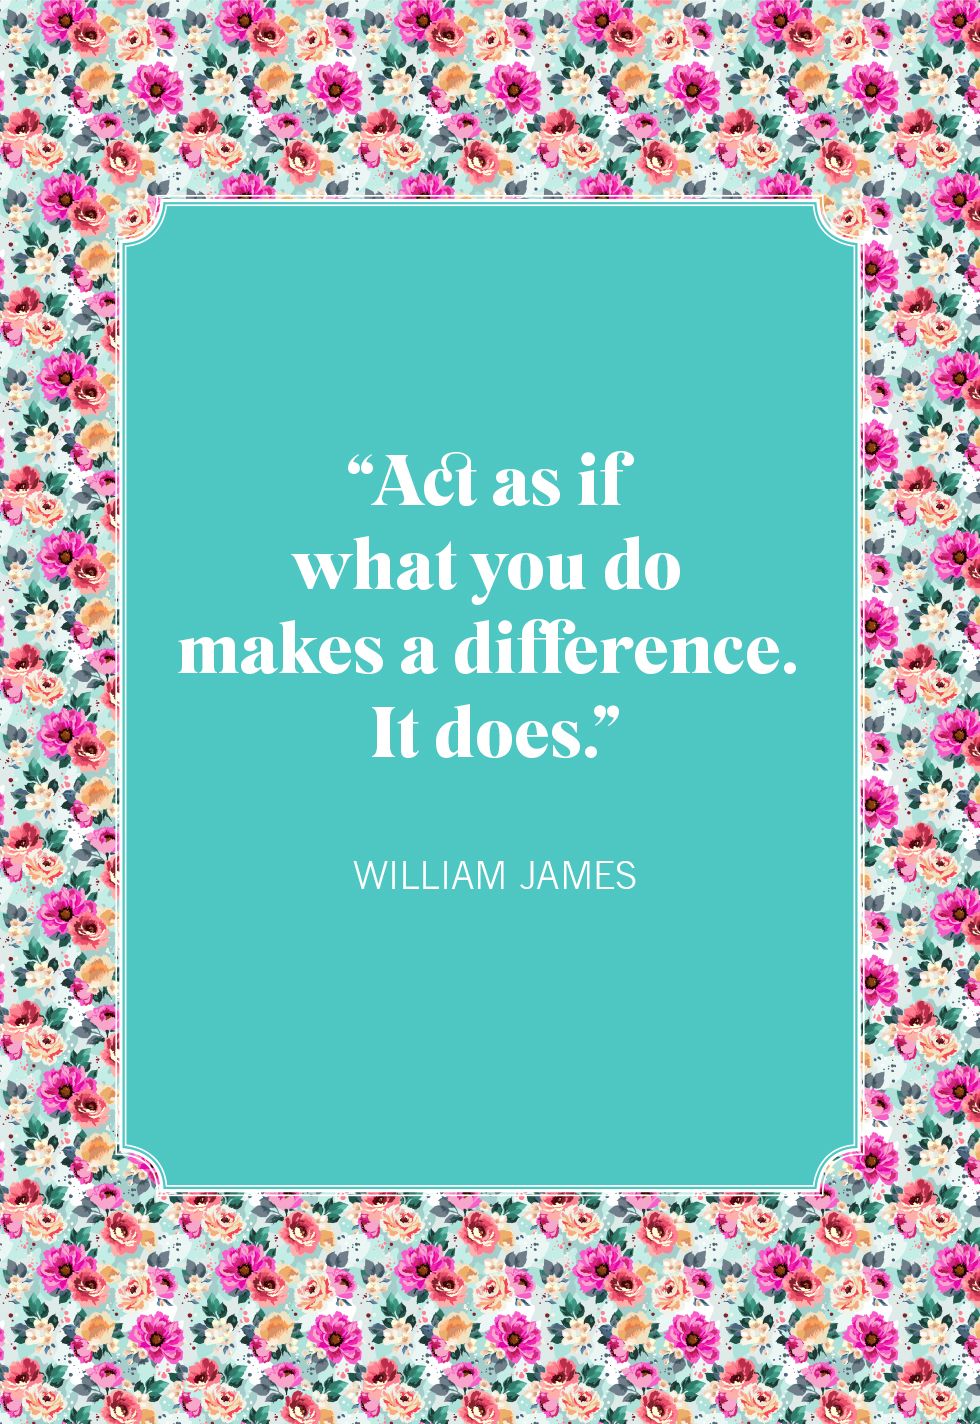 “Act as if
what you do
makes a difference.
It does.”
WILLIAM JAMES